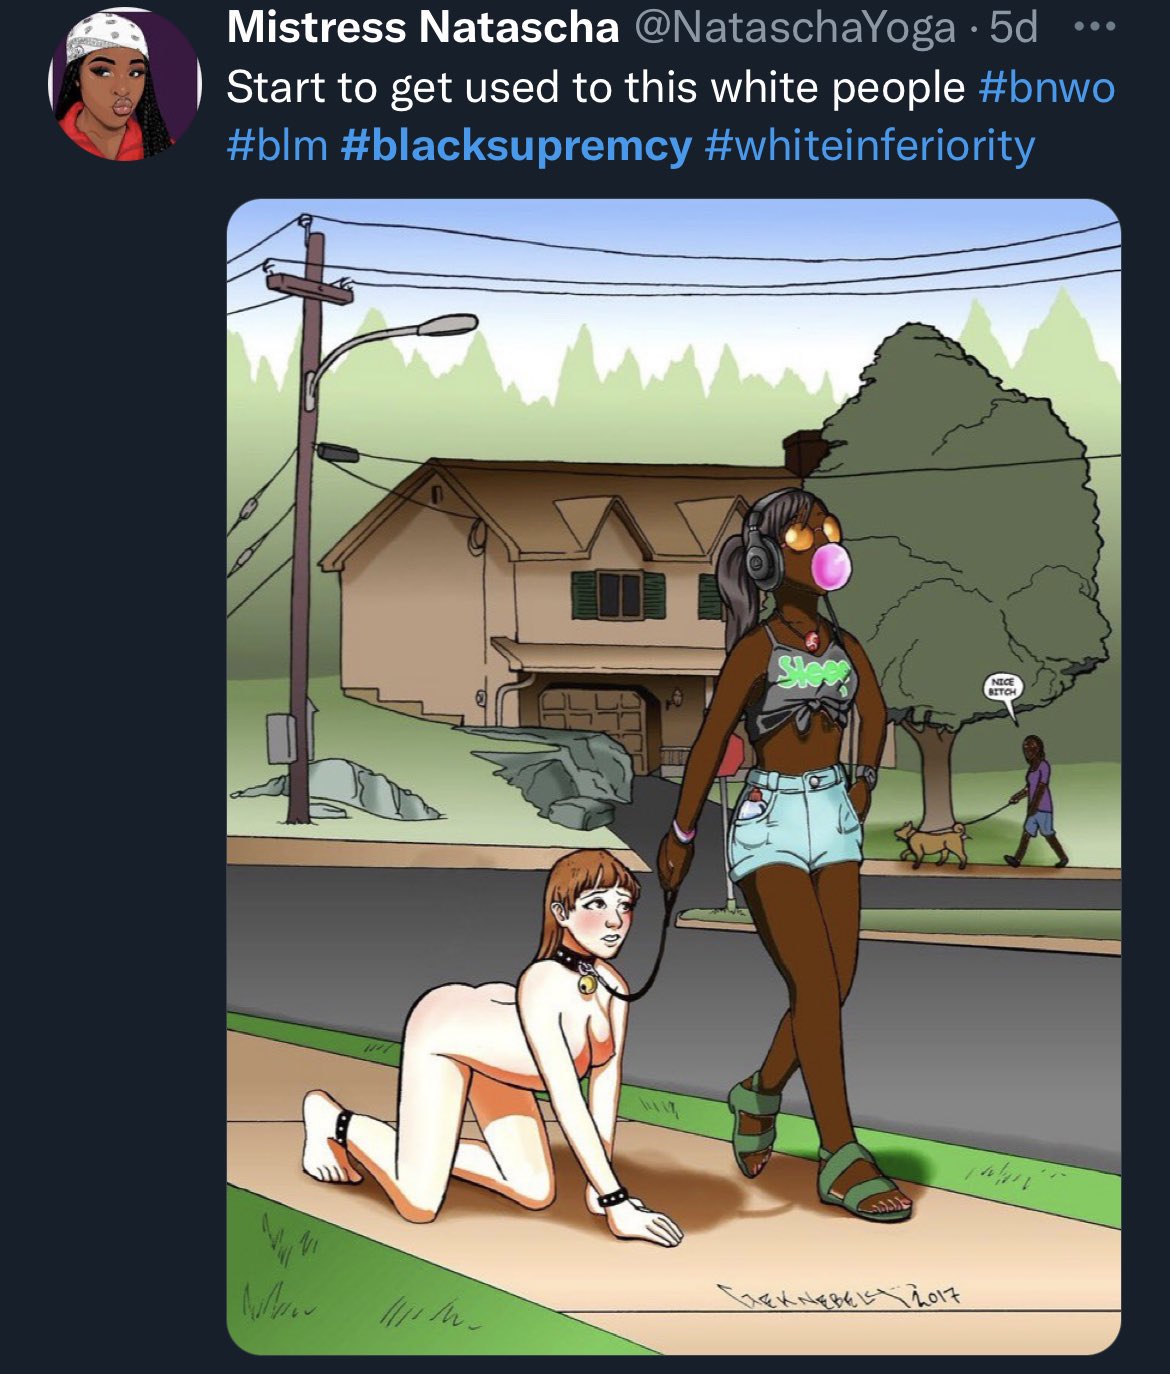 Mistress Natascha @NataschaYoga · 5d ...
Start to get used to this white people #bnwo
#blm #blacksupremcy #whiteinferiority
NICE
BITCH
2017